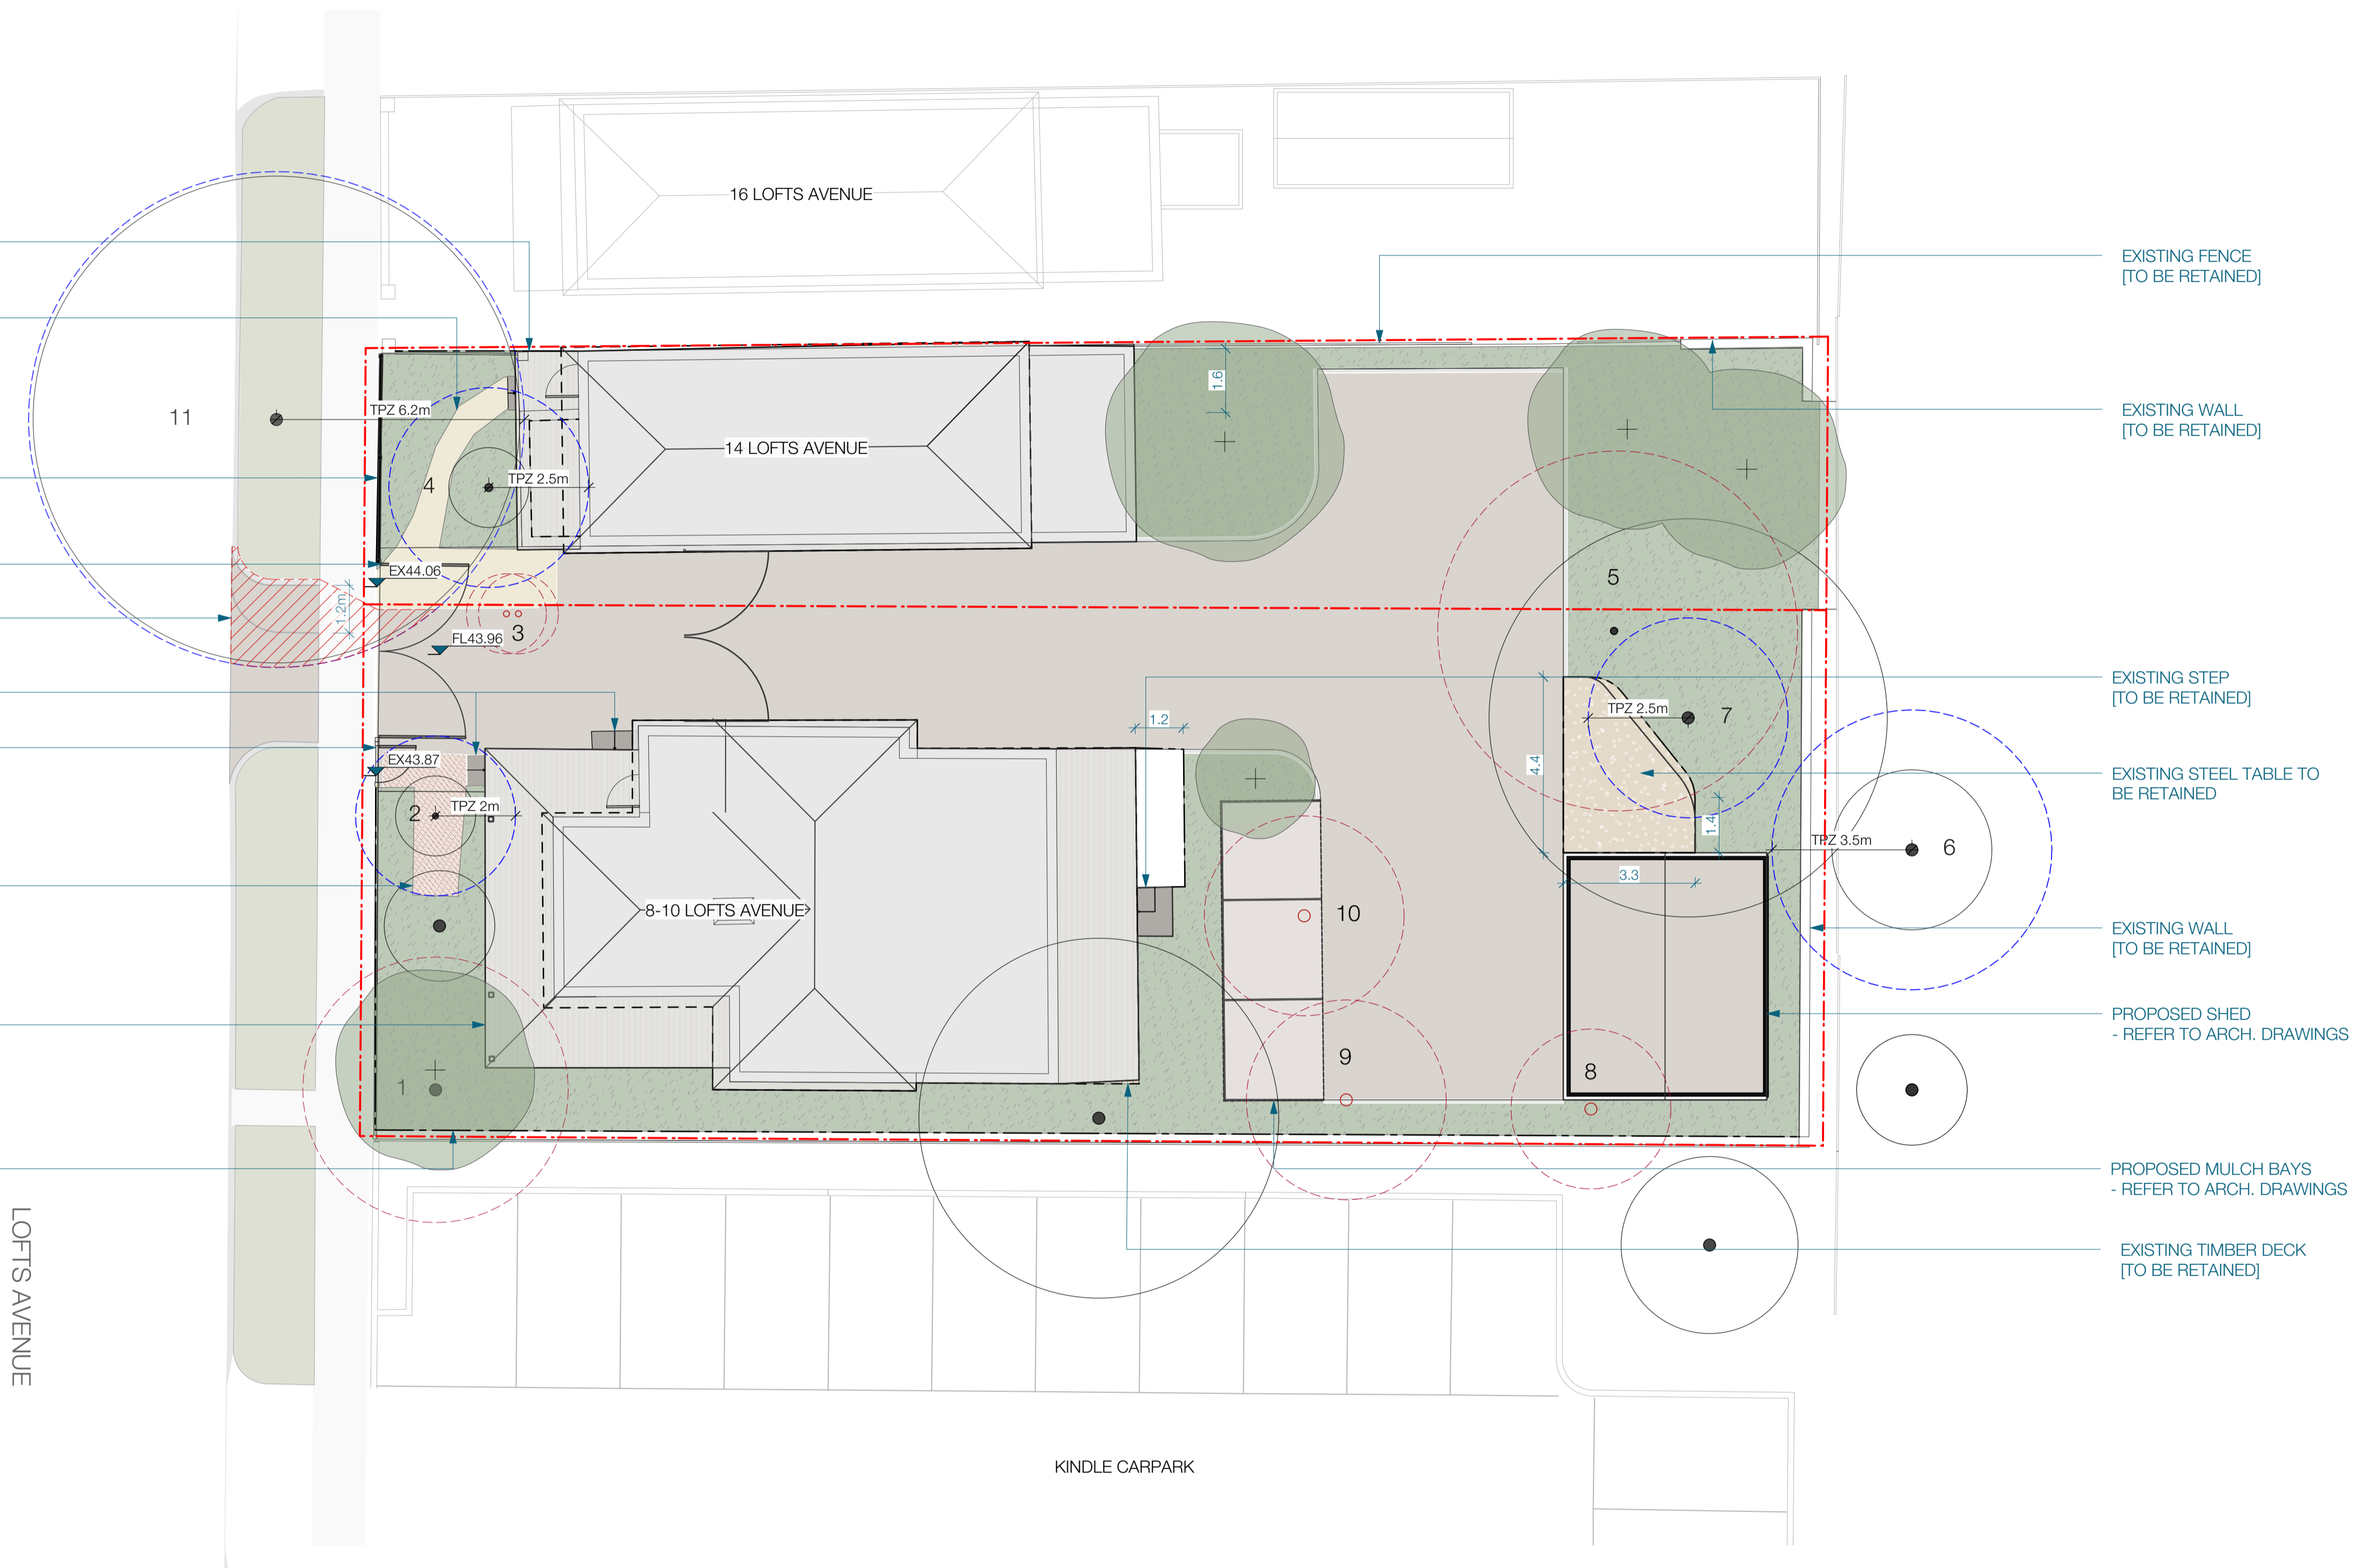 16 LOFTS AVENUE
EXISTING FENCE
[TO BE RETAINED]
1.6
11
TPZ 6.2m
EXISTING WALL
[TO BE RETAINED]
14 LOFTS AVENUE
4
TPZ 2.5m
EX44.06
5
1.2m
3
FL43.96
EXISTING STEP
[TO BE RETAINED]
TPZ 2.5m
7
1.2
EX43.87
4.4
EXISTING STEEL TABLE TO
BE RETAINED
2
TPZ 2m
1.4
TPZ 3.5m
6
3.3
8-10 LOFTS AVENUE
10
EXISTING WALL
[TO BE RETAINED]
PROPOSED SHED
- REFER TO ARCH. DRAWINGS
9
8
1
PROPOSED MULCH BAYS
- REFER TO ARCH. DRAWINGS
LOFTS AVENUE
EXISTING TIMBER DECK
[TO BE RETAINED]
KINDLE CARPARK